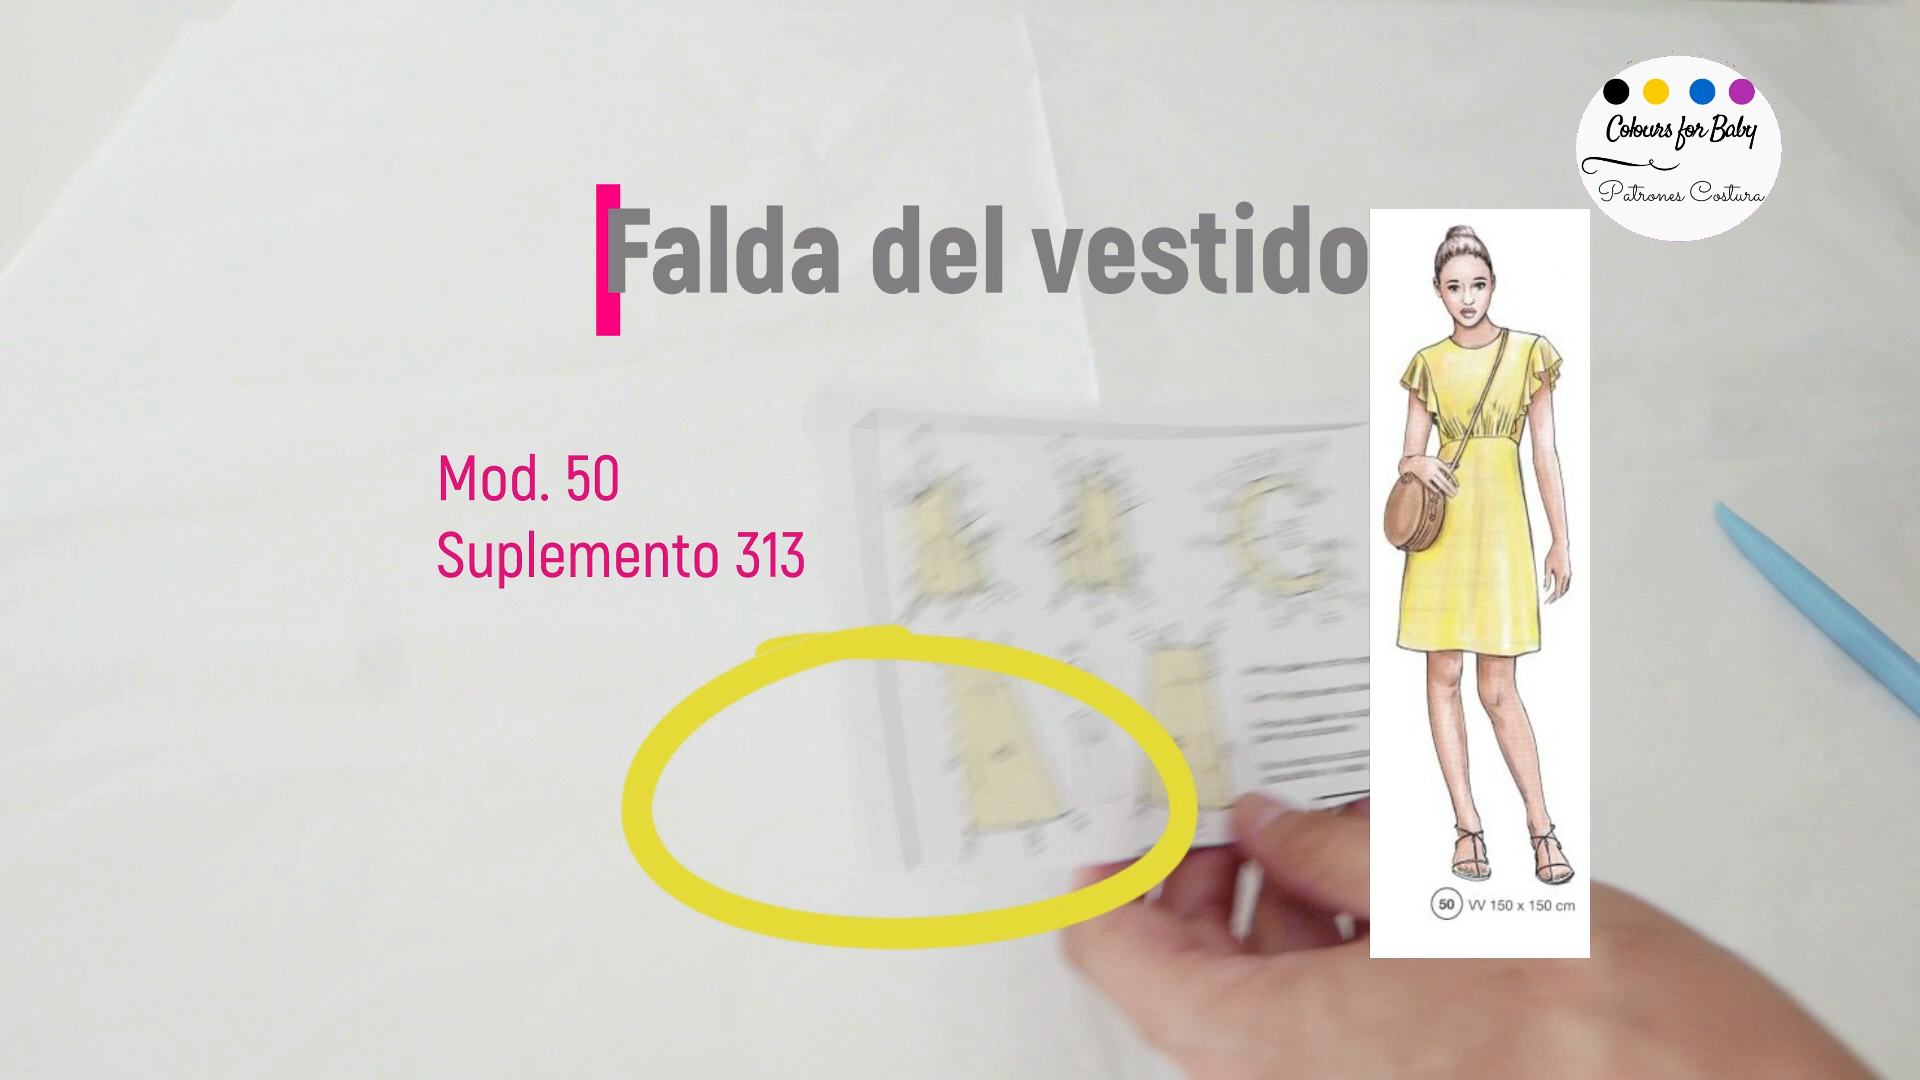 Colours for Baby
Patrones Costura
Falda del vestido
Mod. 50
Suplemento 313
50 VV 150 x 150 cm